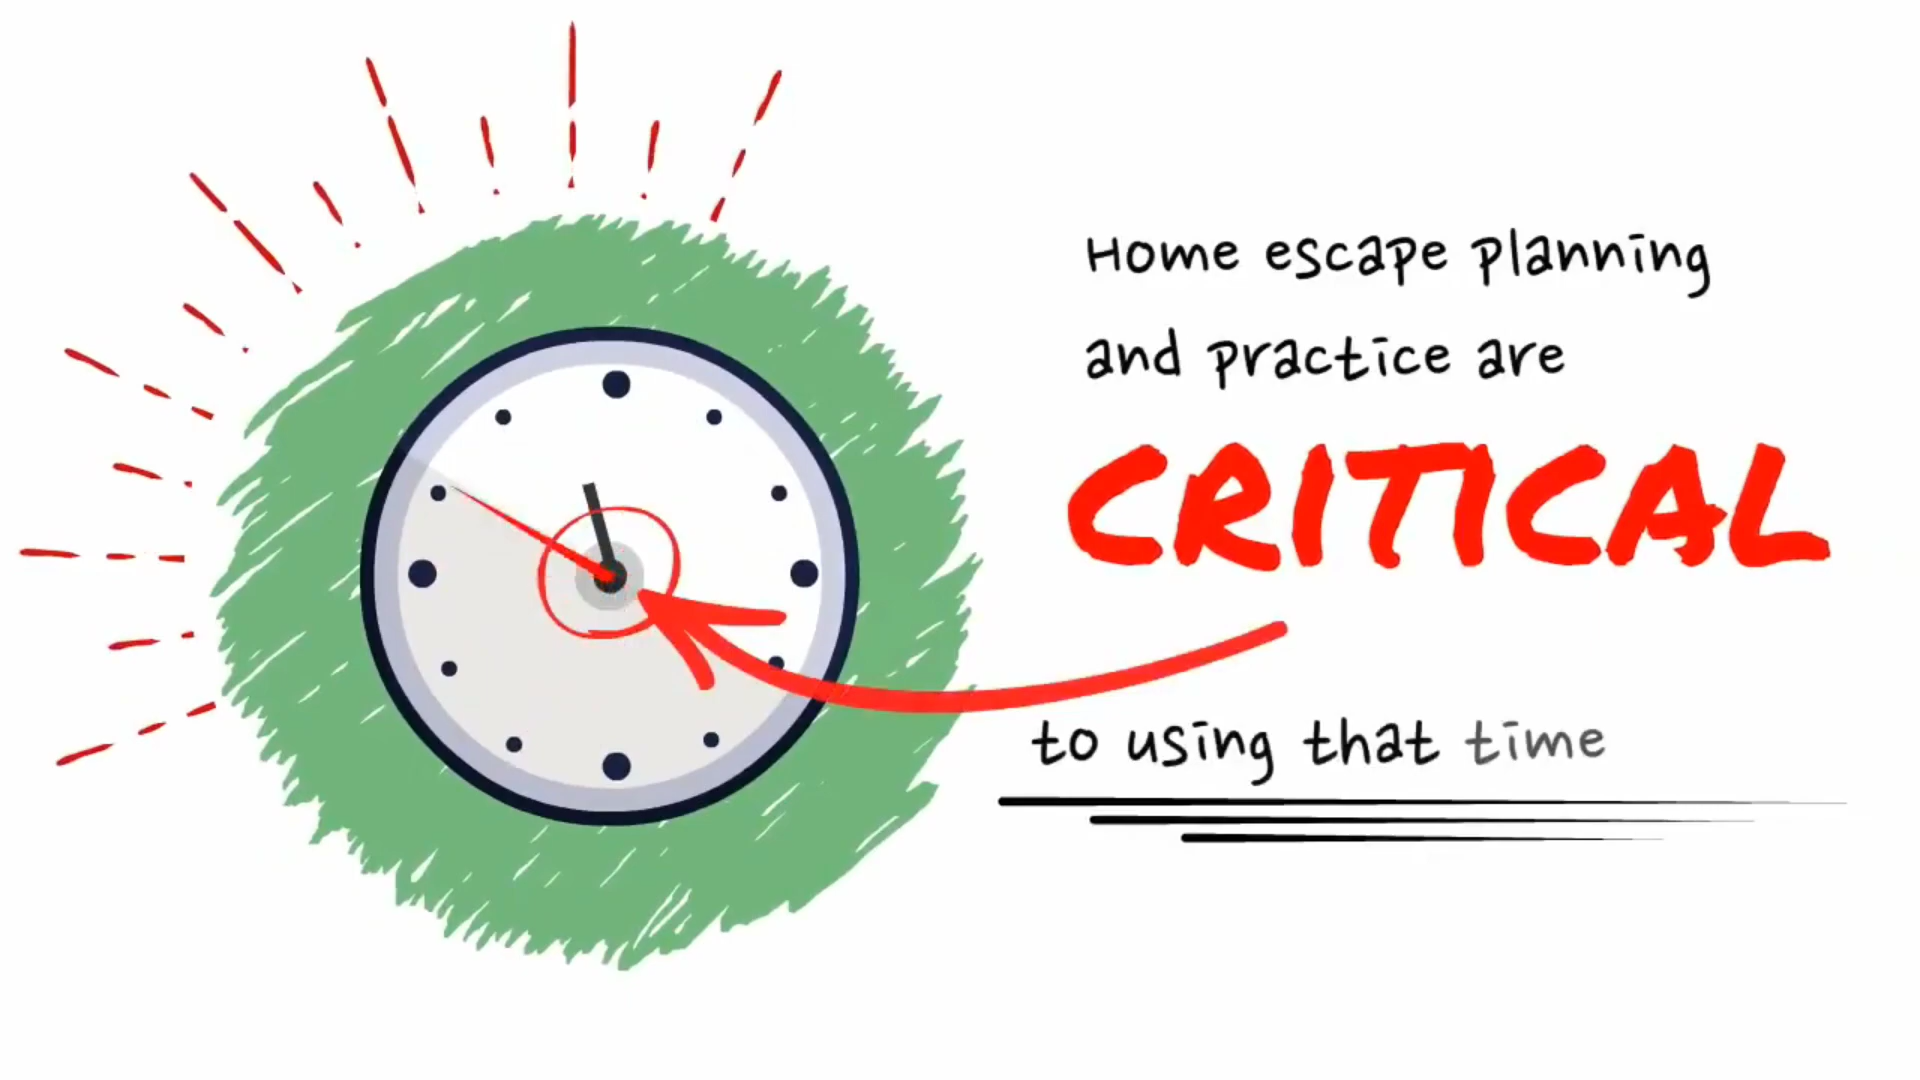 Home escape planning
and practice are
CRITICAL
to using that time